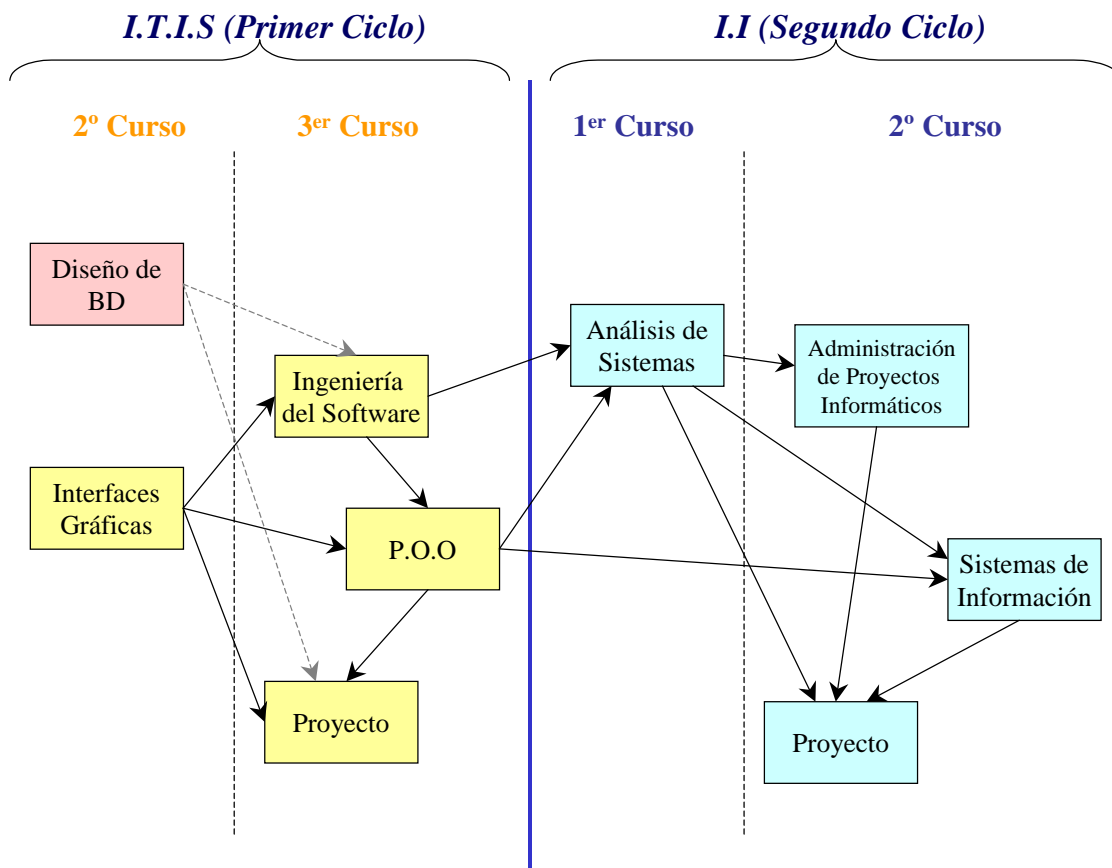 I.T.I.S (Primer Ciclo)
I.I (Segundo Ciclo)
2º Curso
3er Curso
1er Curso
2º Curso
Diseño de
BD
Ingeniería
del Software
Interfaces
Gráficas
P.O.O
Proyecto
Análisis de
Sistemas
Administración
de Proyectos
Informáticos
Sistemas de
Información
Proyecto